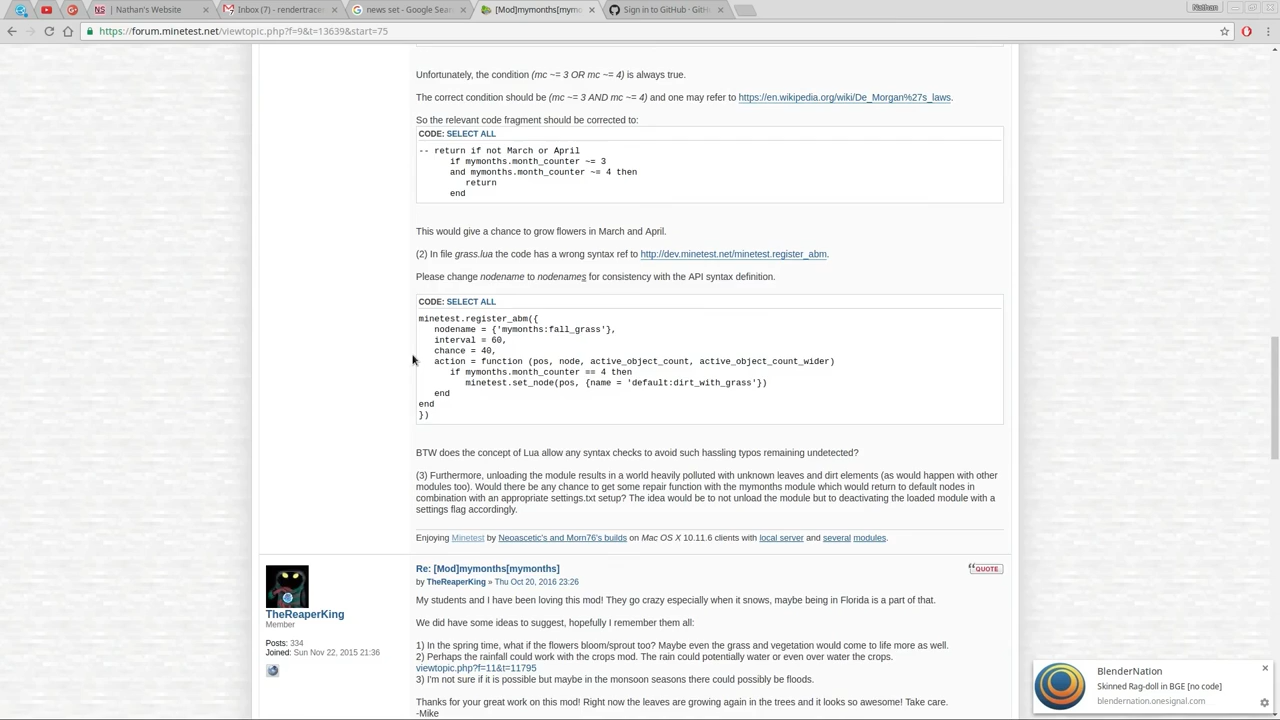 | Nathan's Website
Inbox (7) - rendertracer
news set - Google Sear
[Mod]mymonths[mymo
Sign in to GitHub · GitH
Nathan
https://forum.minetest.net/viewtopic.php?f=9&t=13639&start=75
Unfortunately, the condition (mc ~= 3 OR mc ~= 4) is always true.
The correct condition should be (mc ~= 3 AND mc ~= 4) and one may refer to https://en.wikipedia.org/wiki/De_Morgan%27s_laws.
So the relevant code fragment should be corrected to:
CODE: SELECT ALL
-- return if not March or April
if mymonths.month_counter ~= 3
and mymonths.month_counter ~= 4 then
return
end
This would give a chance to grow flowers in March and April.
(2) In file grass.lua the code has a wrong syntax ref to http://dev.minetest.net/minetest.register_abm.
Please change nodename to nodenames for consistency with the API syntax definition.
CODE: SELECT ALL
minetest.register_abm({
nodename = {'mymonths:fall_grass'},
interval = 60,
chance = 40,
action = function (pos, node, active_object_count, active_object_count_wider)
if mymonths.month_counter == 4 then
minetest.set_node(pos, {name = 'default:dirt_with_grass'})
end
end
})
BTW does the concept of Lua allow any syntax checks to avoid such hassling typos remaining undetected?
(3) Furthermore, unloading the module results in a world heavily polluted with unknown leaves and dirt elements (as would happen with other
modules too). Would there be any chance to get some repair function with the mymonths module which would return to default nodes in
combination with an appropriate settings.txt setup? The idea would be to not unload the module but to deactivating the loaded module with a
settings flag accordingly.
Enjoying Minetest by Neoascetic's and Morn76's builds on Mac OS X 10.11.6 clients with local server and several modules.
Re: [Mod]mymonths[mymonths]
QUOTE
by TheReaperKing » Thu Oct 20, 2016 23:26
TheReaperKing
Member
Posts: 334
Joined: Sun Nov 22, 2015 21:36
My students and I have been loving this mod! They go crazy especially when it snows, maybe being in Florida is a part of that.
We did have some ideas to suggest, hopefully I remember them all:
1) In the spring time, what if the flowers bloom/sprout too? Maybe even the grass and vegetation would come to life more as well.
2) Perhaps the rainfall could work with the crops mod. The rain could potentially water or even over water the crops.
viewtopic.php?f=11&t=11795
3) I'm not sure if it is possible but maybe in the monsoon seasons there could possibly be floods.
Thanks for your great work on this mod! Right now the leaves are growing again in the trees and it looks so awesome! Take care.
-Mike
BlenderNation
Skinned Rag-doll in BGE [no code]
blendernation.onesignal.com